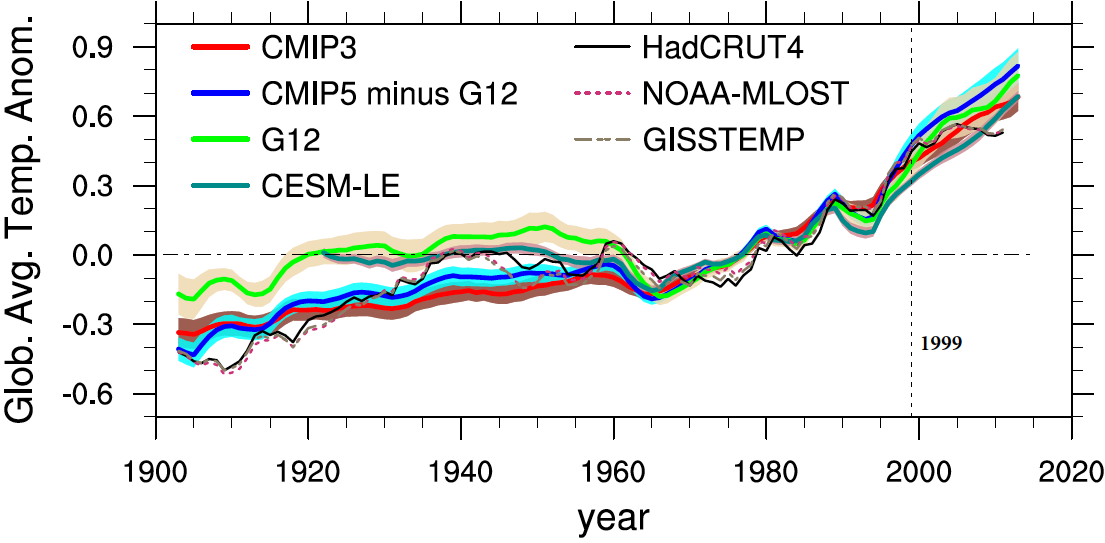 Glob. Avg. Temp. Anom.
0.9
0.6
0.3
0.0
-0.3
-0.6
CMIP3
CMIP5 minus G12
G12
CESM-LE
HadCRUT4
NOAA-MLOST
GISSTEMP
1999
1900 1920 1940 1960 1980 2000 2020
year